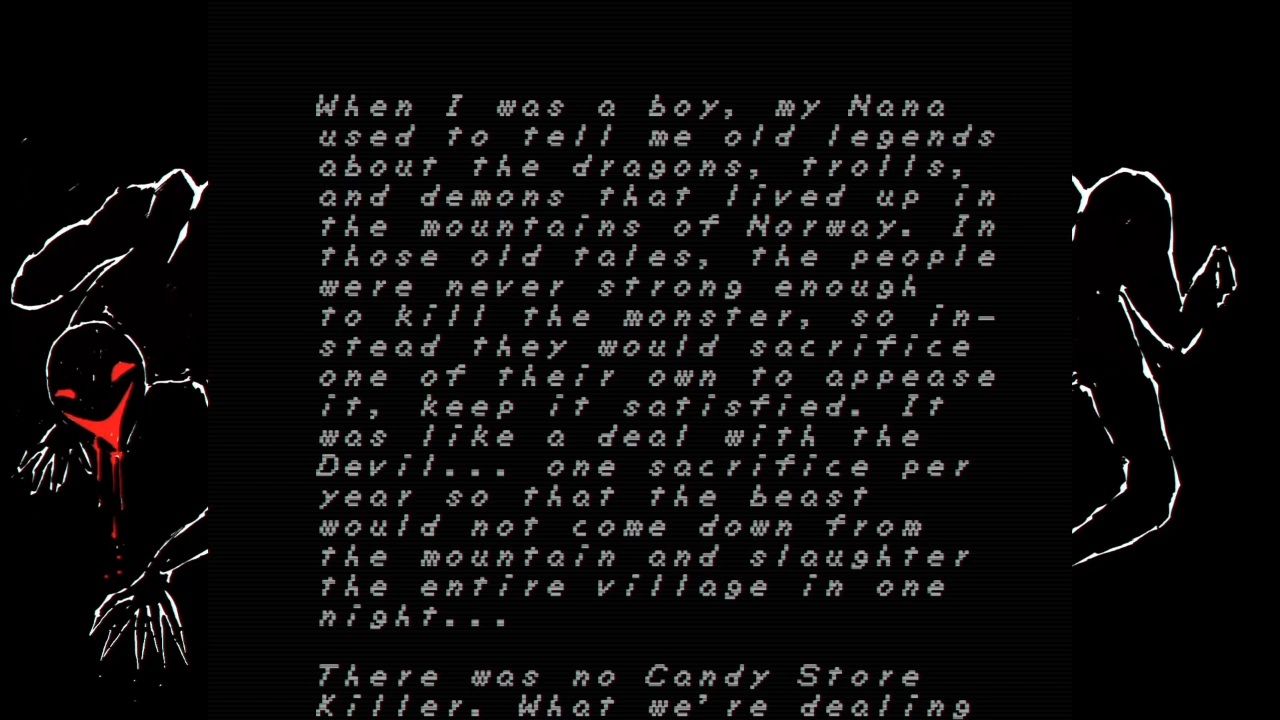 When I was a boy, my Nana
used to tell me old legends
about the dragons, trolls,
and demons that lived up in
the mountains of Norway. In
those old tales, the people
were never strong enough
to kill the monster, so in-
stead they would sacrifice
one of their own to appease
it, keep it satisfied. It
was like a deal with the
Devil... one sacrifice per
year so that the beast
would not come down from
the mountain and slaughter
the entire village in one
night...
There was no Candy Store
Killer. What we're dealing